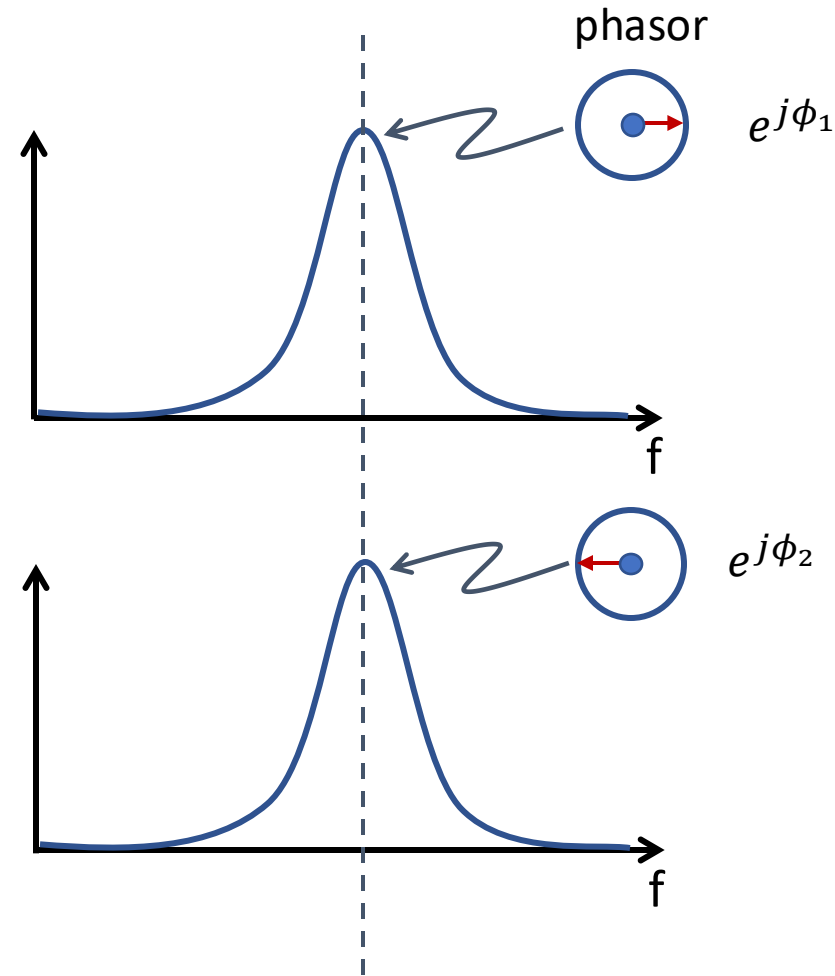 phasor
e^{jϕ₁}
f
e^{jϕ₂}
f